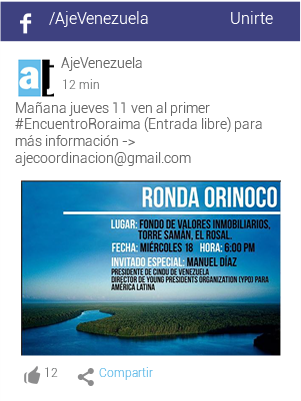 /AjeVenezuela
Unirte
AjeVenezuela
12 min
Mañana jueves 11 ven al primer
#EncuentroRoraima (Entrada libre) para
más información ->
ajecoordinacion@gmail.com
RONDA ORINOCO
LUGAR: FONDO DE VALORES INMOBILIARIOS,
TORRE SAMÁN, EL ROSAL.
FECHA: MIÉRCOLES 18 HORA: 6:00 PM
INVITADO ESPECIAL: MANUEL DÍAZ
PRESIDENTE DE CINDU DE VENEZUELA
DIRECTOR DE YOUNG PRESIDENTS ORGANIZATION (YPO) PARA
AMÉRICA LATINA
12
Compartir